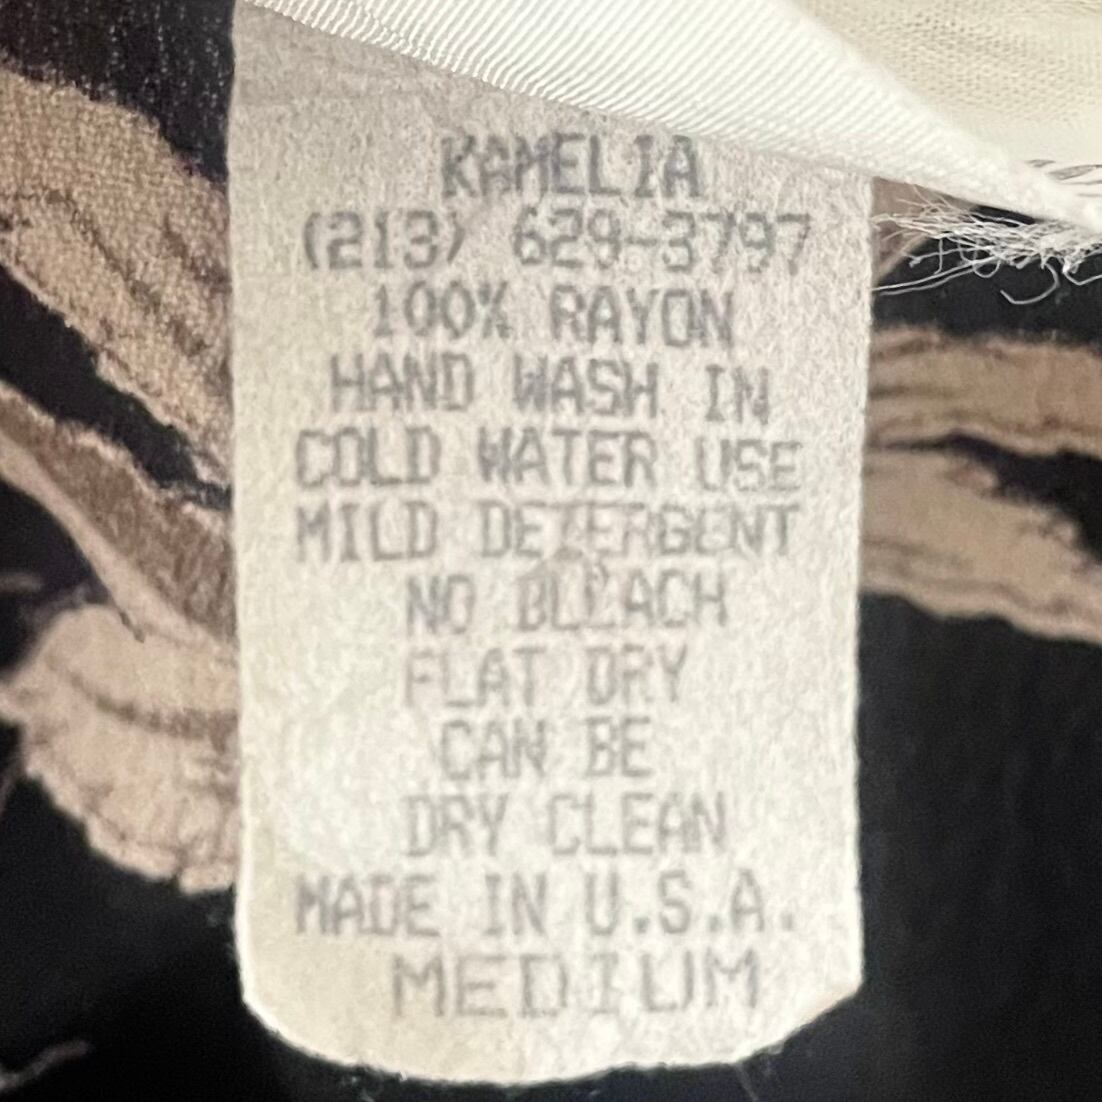 KAMELIA
(213) 629-3797
100% RAYON
HAND WASH IN
COLD WATER USE
MILD DETERGENT
NO BLEACH
FLAT DRY
CAN BE
DRY CLEAN
MADE IN U.S.A.
MEDIUM